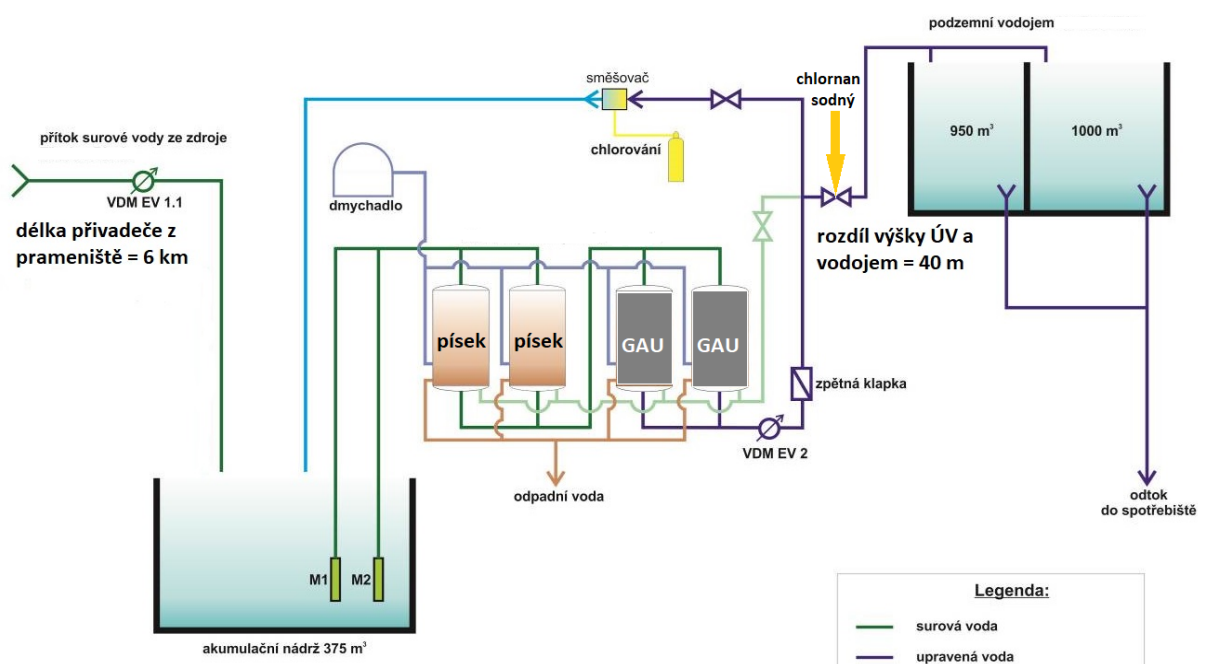 podzemní vodojem
směšovač
chlornan
sodný
950 m³
1000 m³
přítok surové vody ze zdroje
chlorování
VDM EV 1.1
dmychadlo
délka přivaděče z
prameniště = 6 km
rozdíl výšky ÚV a
vodojem = 40 m
písek
písek
GAU
GAU
zpětná klapka
VDM EV 2
odpadní voda
odtok
do spotřebiště
M1
M2
akumulační nádrž 375 m³
Legenda:
surová voda
upravená voda